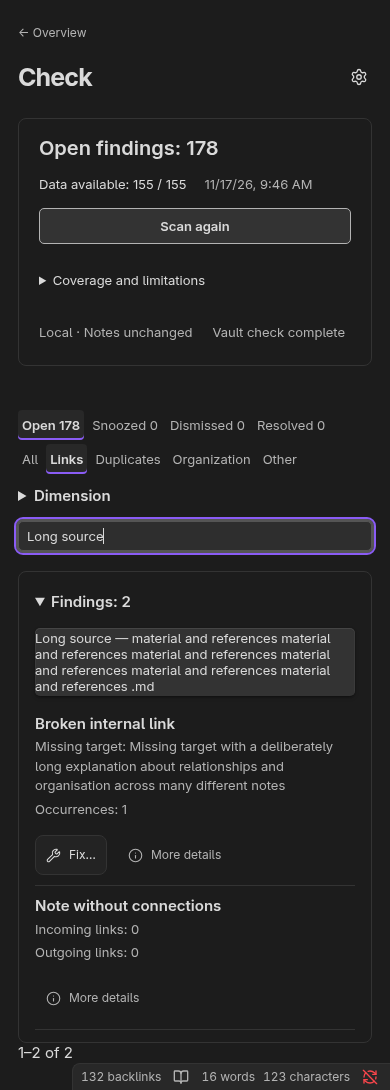 ← Overview
Check
Open findings: 178
Data available: 155 / 155 11/17/26, 9:46 AM
Scan again
▶ Coverage and limitations
Local · Notes unchanged Vault check complete
Open 178 Snoozed 0 Dismissed 0 Resolved 0
All Links Duplicates Organization Other
▶ Dimension
Long source
▼ Findings: 2
Long source — material and references material
and references material and references material
and references material and references material
and references .md
Broken internal link
Missing target: Missing target with a deliberately
long explanation about relationships and
organisation across many different notes
Occurrences: 1
Fix... More details
Note without connections
Incoming links: 0
Outgoing links: 0
More details
1–2 of 2
132 backlinks 16 words 123 characters